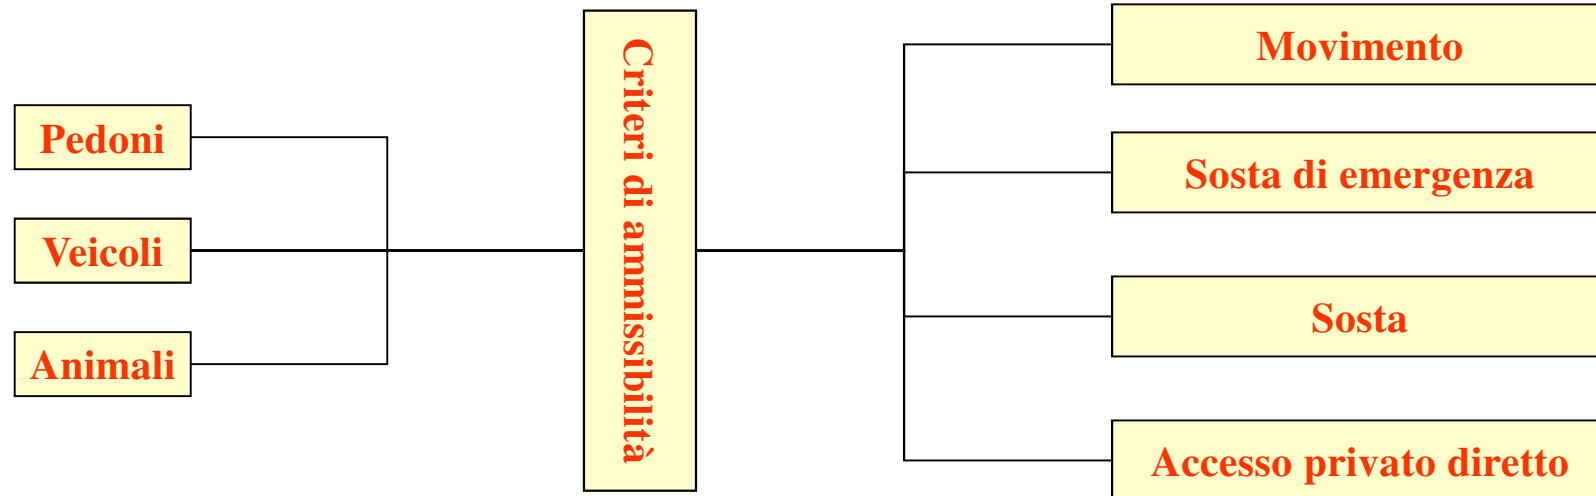 Pedoni
Veicoli
Animali
Criteri di ammissibilità
Movimento
Sosta di emergenza
Sosta
Accesso privato diretto